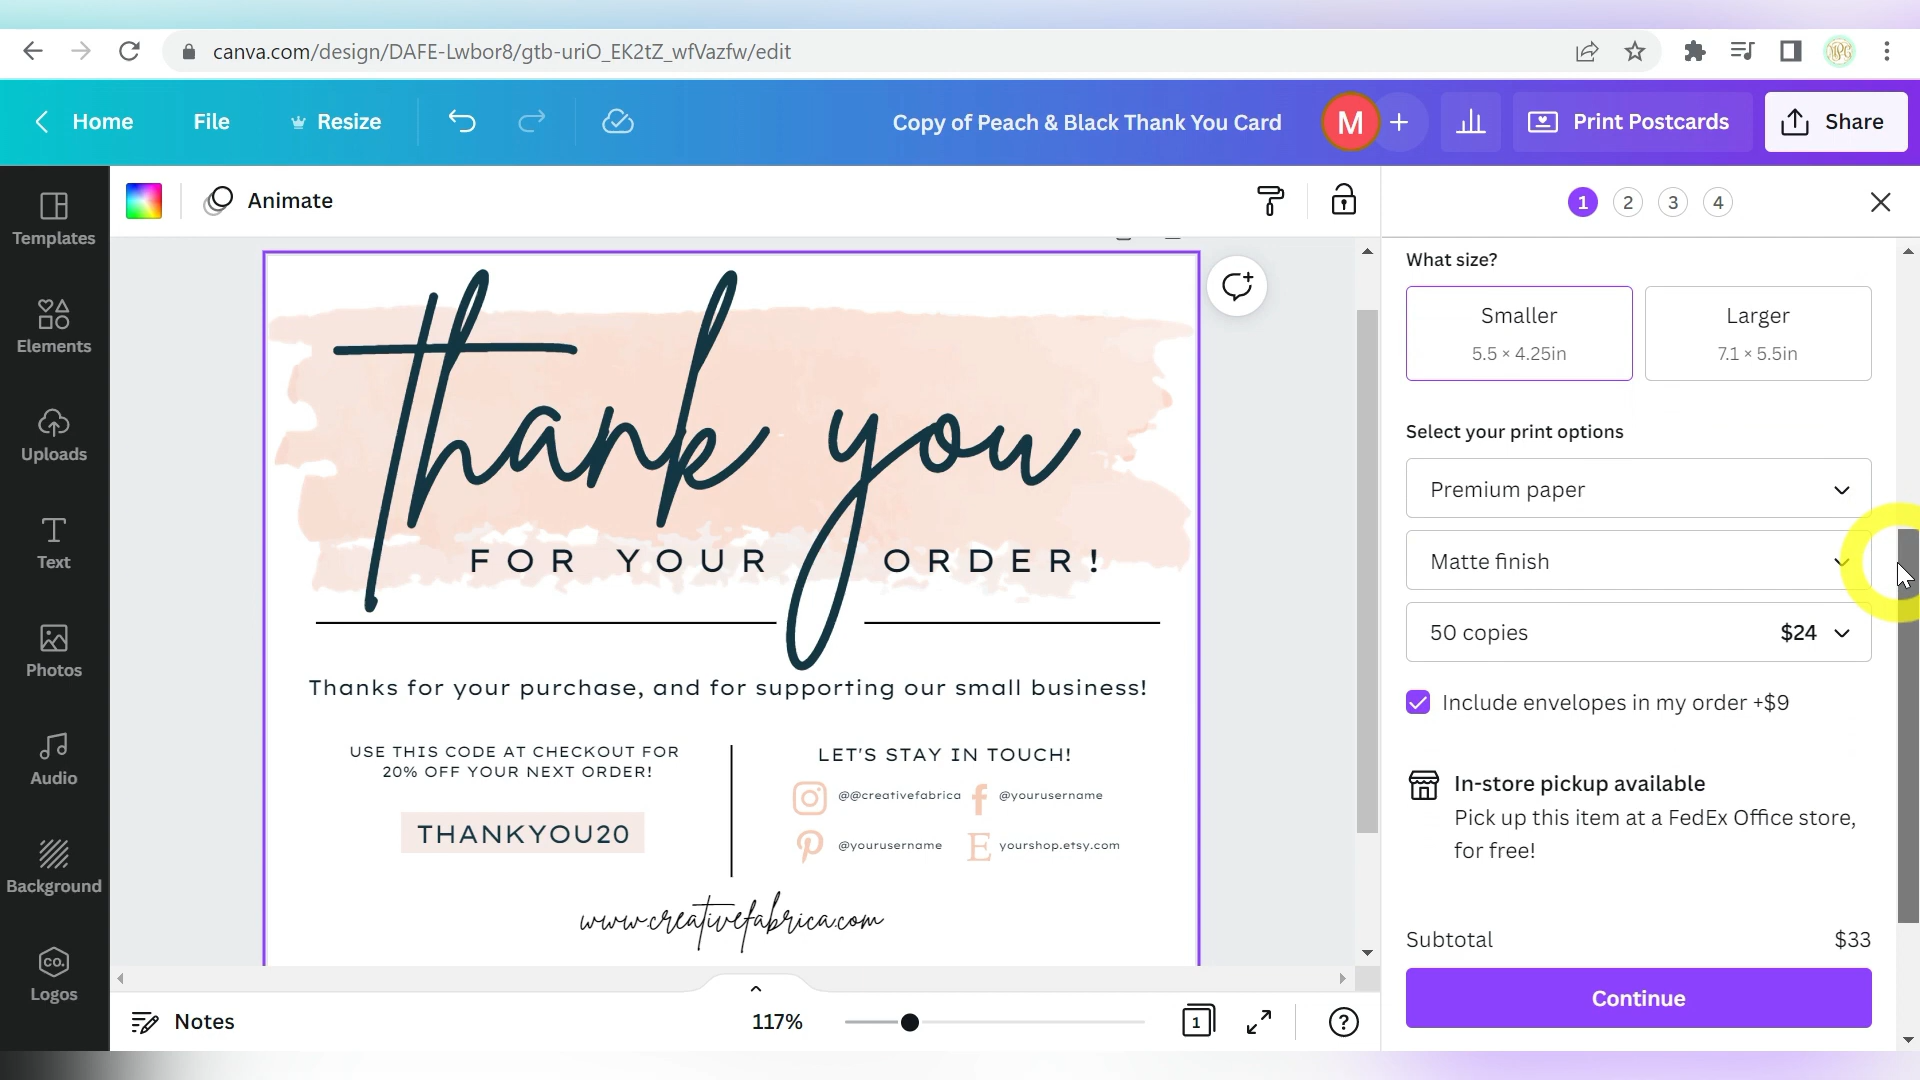 canva.com/design/DAFE-Lwbor8/gtb-uriO_EK2tZ_wfVazfw/edit
Home
File
Resize
Copy of Peach & Black Thank You Card
M
Print Postcards
Share
Templates
Elements
Uploads
Text
Photos
Audio
Background
CO.
Logos
Animate
thank you
FOR YOUR ORDER!
Thanks for your purchase, and for supporting our small business!
USE THIS CODE AT CHECKOUT FOR
20% OFF YOUR NEXT ORDER!
THANKYOU20
LET'S STAY IN TOUCH!
@@creativefabrica
@yourusername
@yourusername
E yourshop.etsy.com
www.creativefabrica.com
Notes
117%
1
1 2 3 4
What size?
Smaller
5.5 × 4.25in
Larger
7.1 × 5.5in
Select your print options
Premium paper
Matte finish
50 copies $24
Include envelopes in my order +$9
In-store pickup available
Pick up this item at a FedEx Office store,
for free!
Subtotal $33
Continue